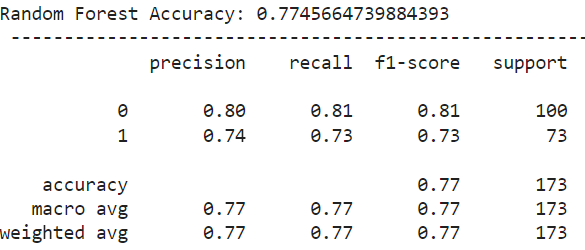 Random Forest Accuracy: 0.7745664739884393
-----------------------------------------------------
precision recall f1-score support
0 0.80 0.81 0.81 100
1 0.74 0.73 0.73 73
accuracy 0.77 173
macro avg 0.77 0.77 0.77 173
weighted avg 0.77 0.77 0.77 173